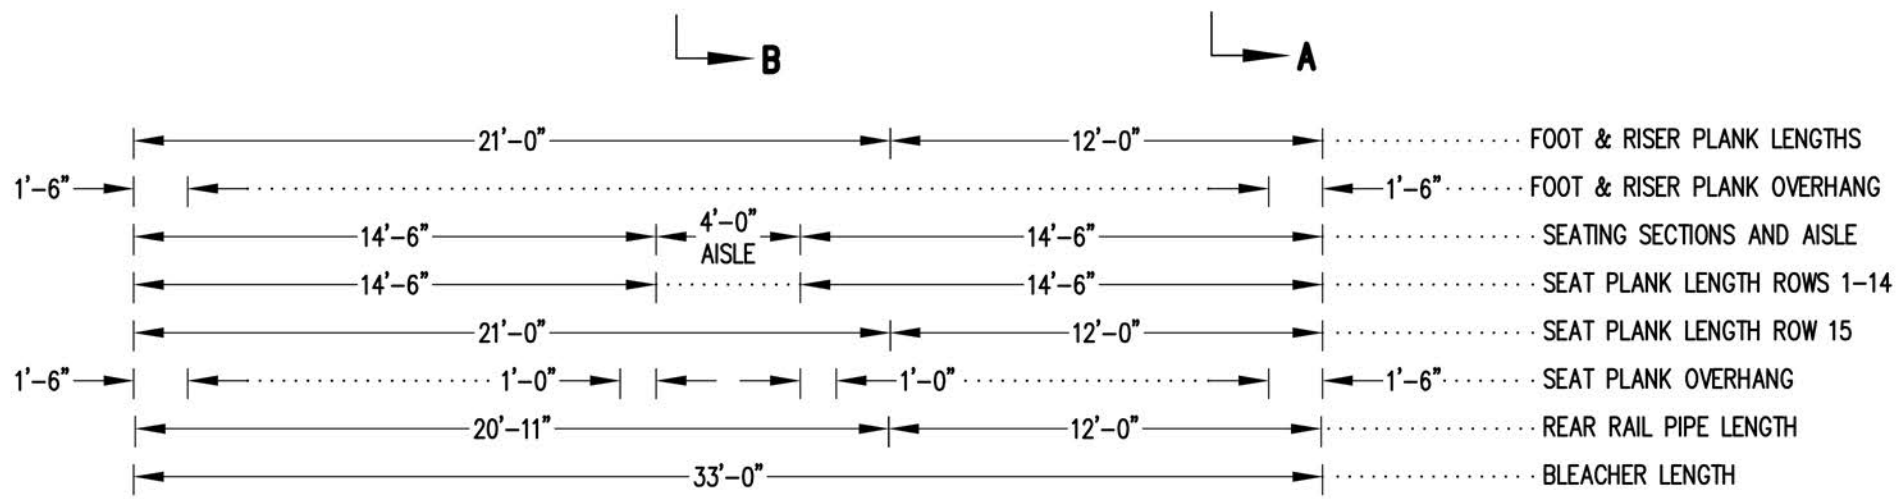 B A
21'-0" 12'-0" FOOT & RISER PLANK LENGTHS
1'-6" 1'-6" FOOT & RISER PLANK OVERHANG
14'-6" 4'-0" AISLE 14'-6" SEATING SECTIONS AND AISLE
14'-6" 14'-6" SEAT PLANK LENGTH ROWS 1-14
21'-0" 12'-0" SEAT PLANK LENGTH ROW 15
1'-6" 1'-0" 1'-0" 1'-6" SEAT PLANK OVERHANG
20'-11" 12'-0" REAR RAIL PIPE LENGTH
33'-0" BLEACHER LENGTH